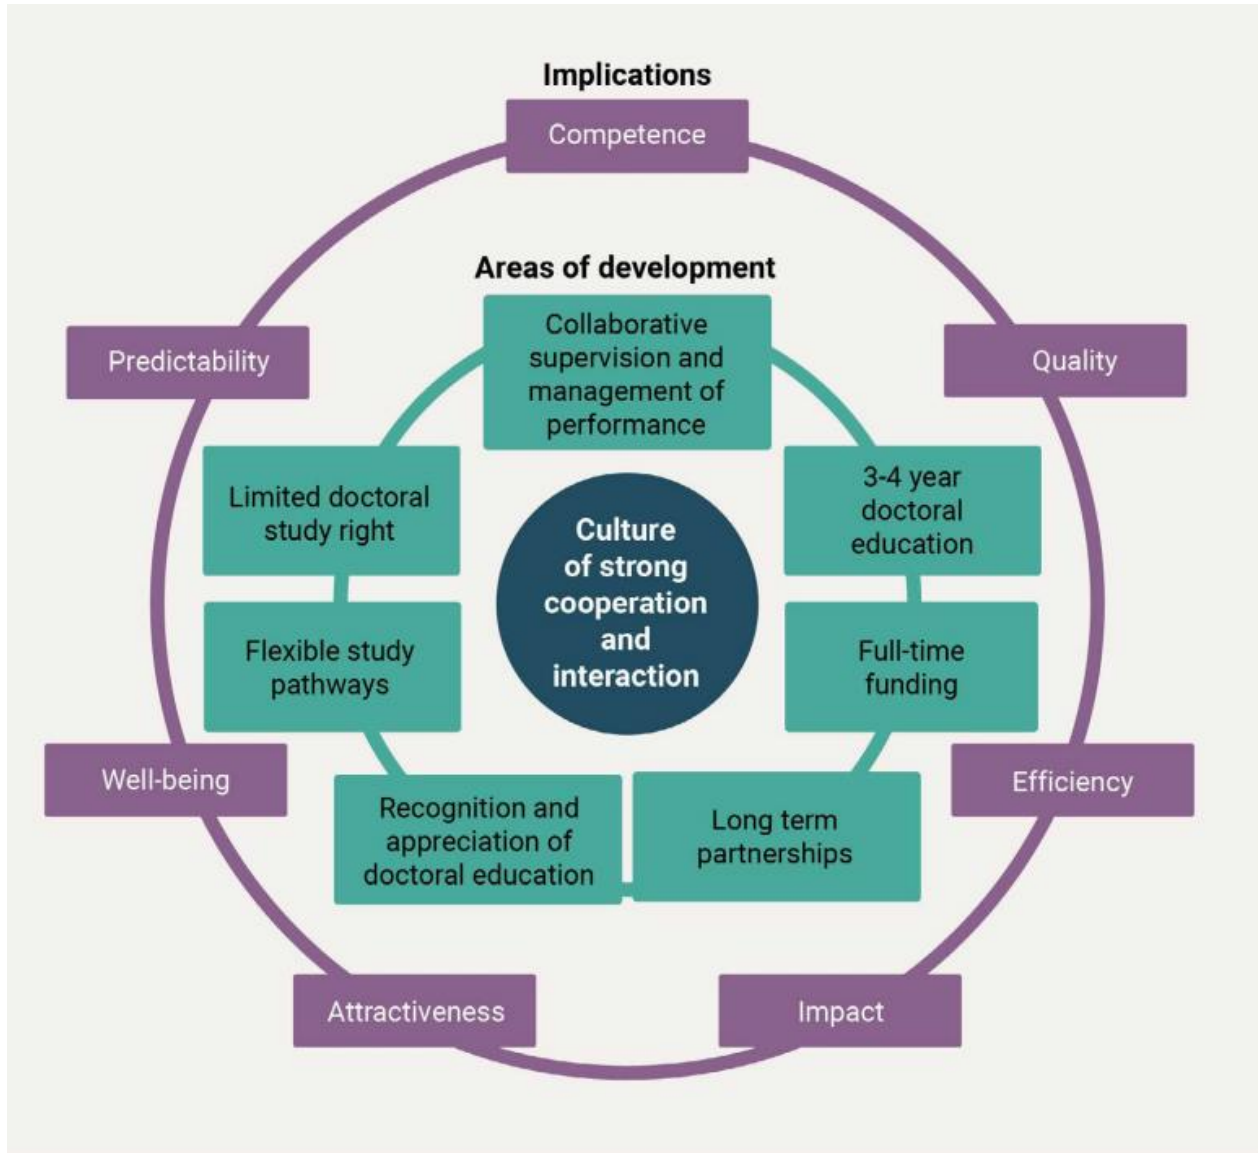 Implications
Competence
Quality
Efficiency
Impact
Attractiveness
Well-being
Predictability
Areas of development
Collaborative
supervision and
management of
performance
3-4 year
doctoral
education
Full-time
funding
Long term
partnerships
Recognition and
appreciation of
doctoral education
Flexible study
pathways
Limited doctoral
study right
Culture
of strong
cooperation
and
interaction